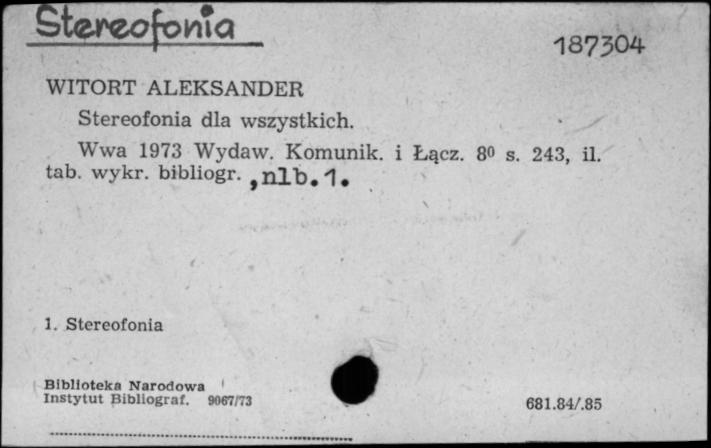 Stereofonia
187304
WITORT ALEKSANDER
Stereofonia dla wszystkich.
Wwa 1973 Wydaw. Komunik. i Łącz. 8⁰ s. 243, il.
tab. wykr. bibliogr. ,nlb.1.
1. Stereofonia
Biblioteka Narodowa
Instytut Bibliograf. 9067/73
681.84/.85